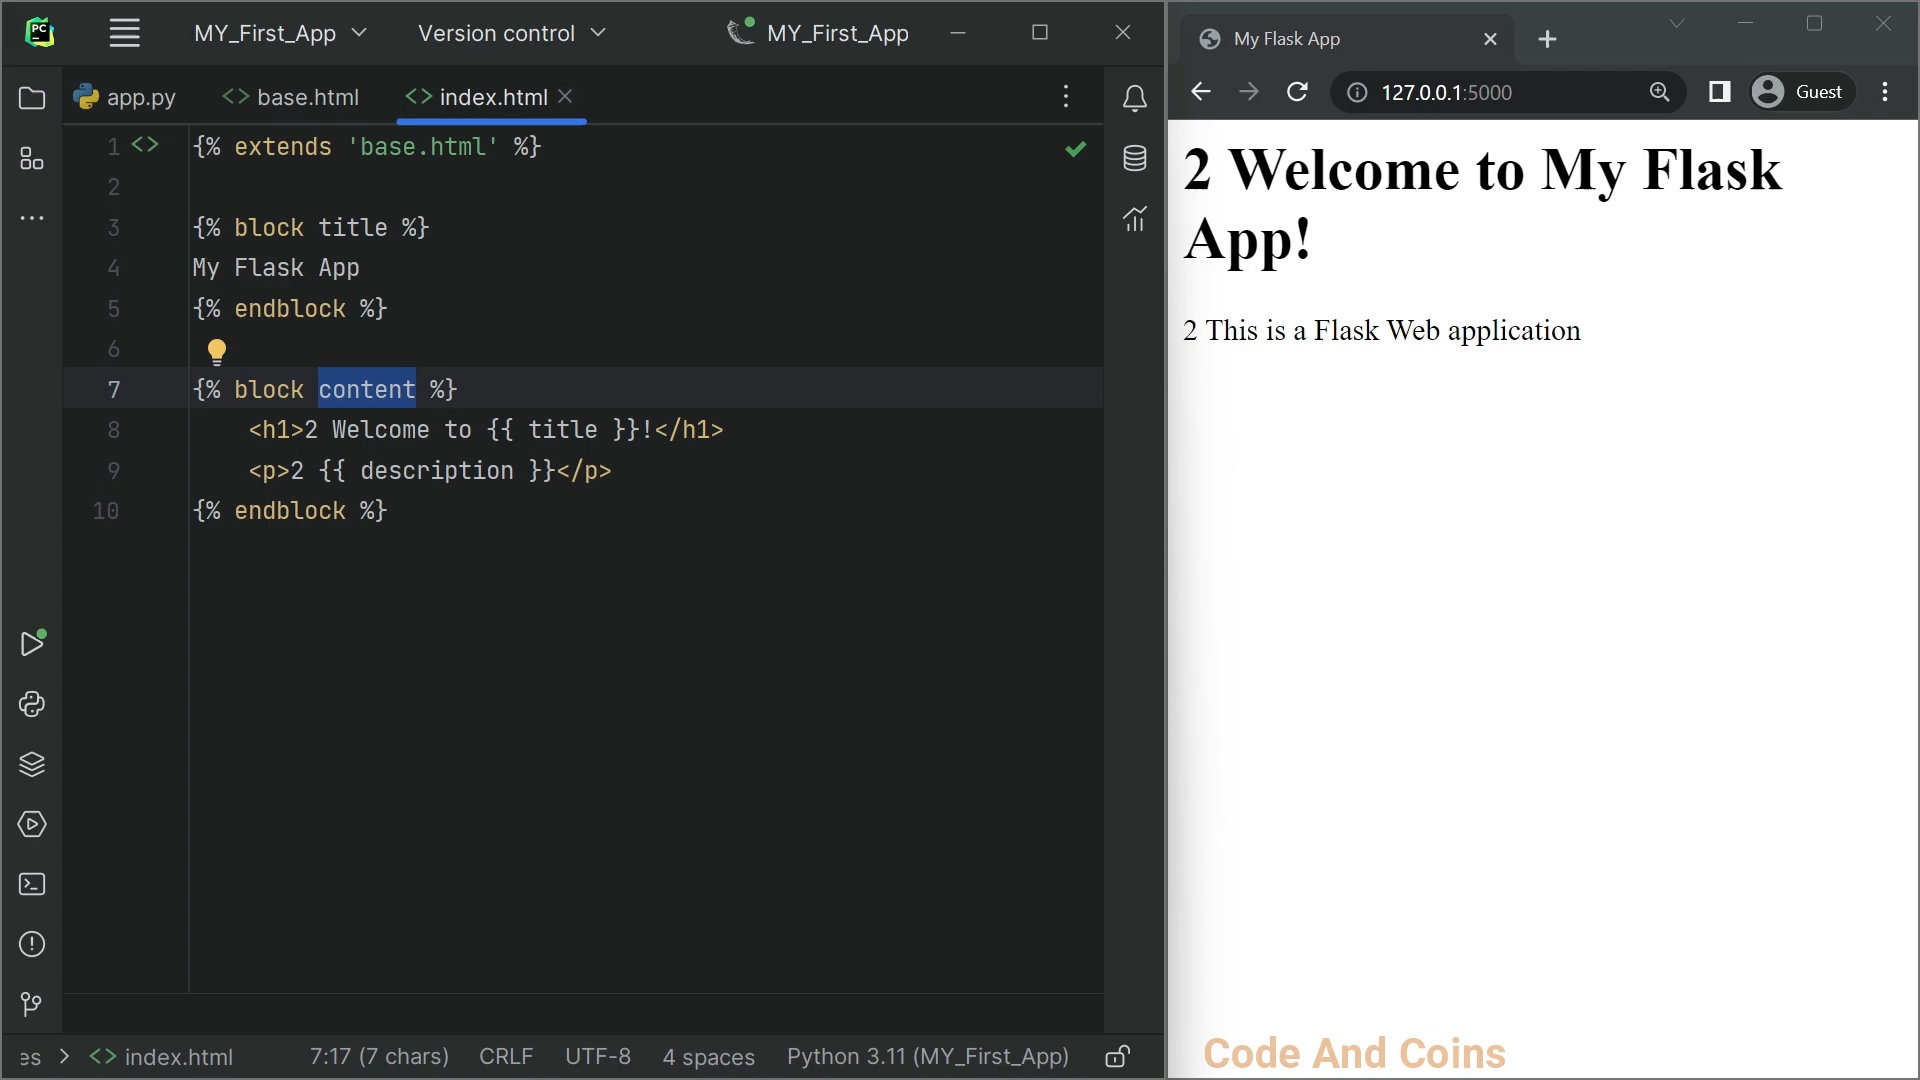 PC
MY_First_App
Version control
MY_First_App
app.py
base.html
index.html
1 {% extends 'base.html' %}
2
3 {% block title %}
4 My Flask App
5 {% endblock %}
6
7 {% block content %}
8 <h1>2 Welcome to {{ title }}!</h1>
9 <p>2 {{ description }}</p>
10 {% endblock %}
es > <> index.html 7:17 (7 chars) CRLF UTF-8 4 spaces Python 3.11 (MY_First_App)
My Flask App
127.0.0.1:5000
Guest
2 Welcome to My Flask
App!
2 This is a Flask Web application
Code And Coins